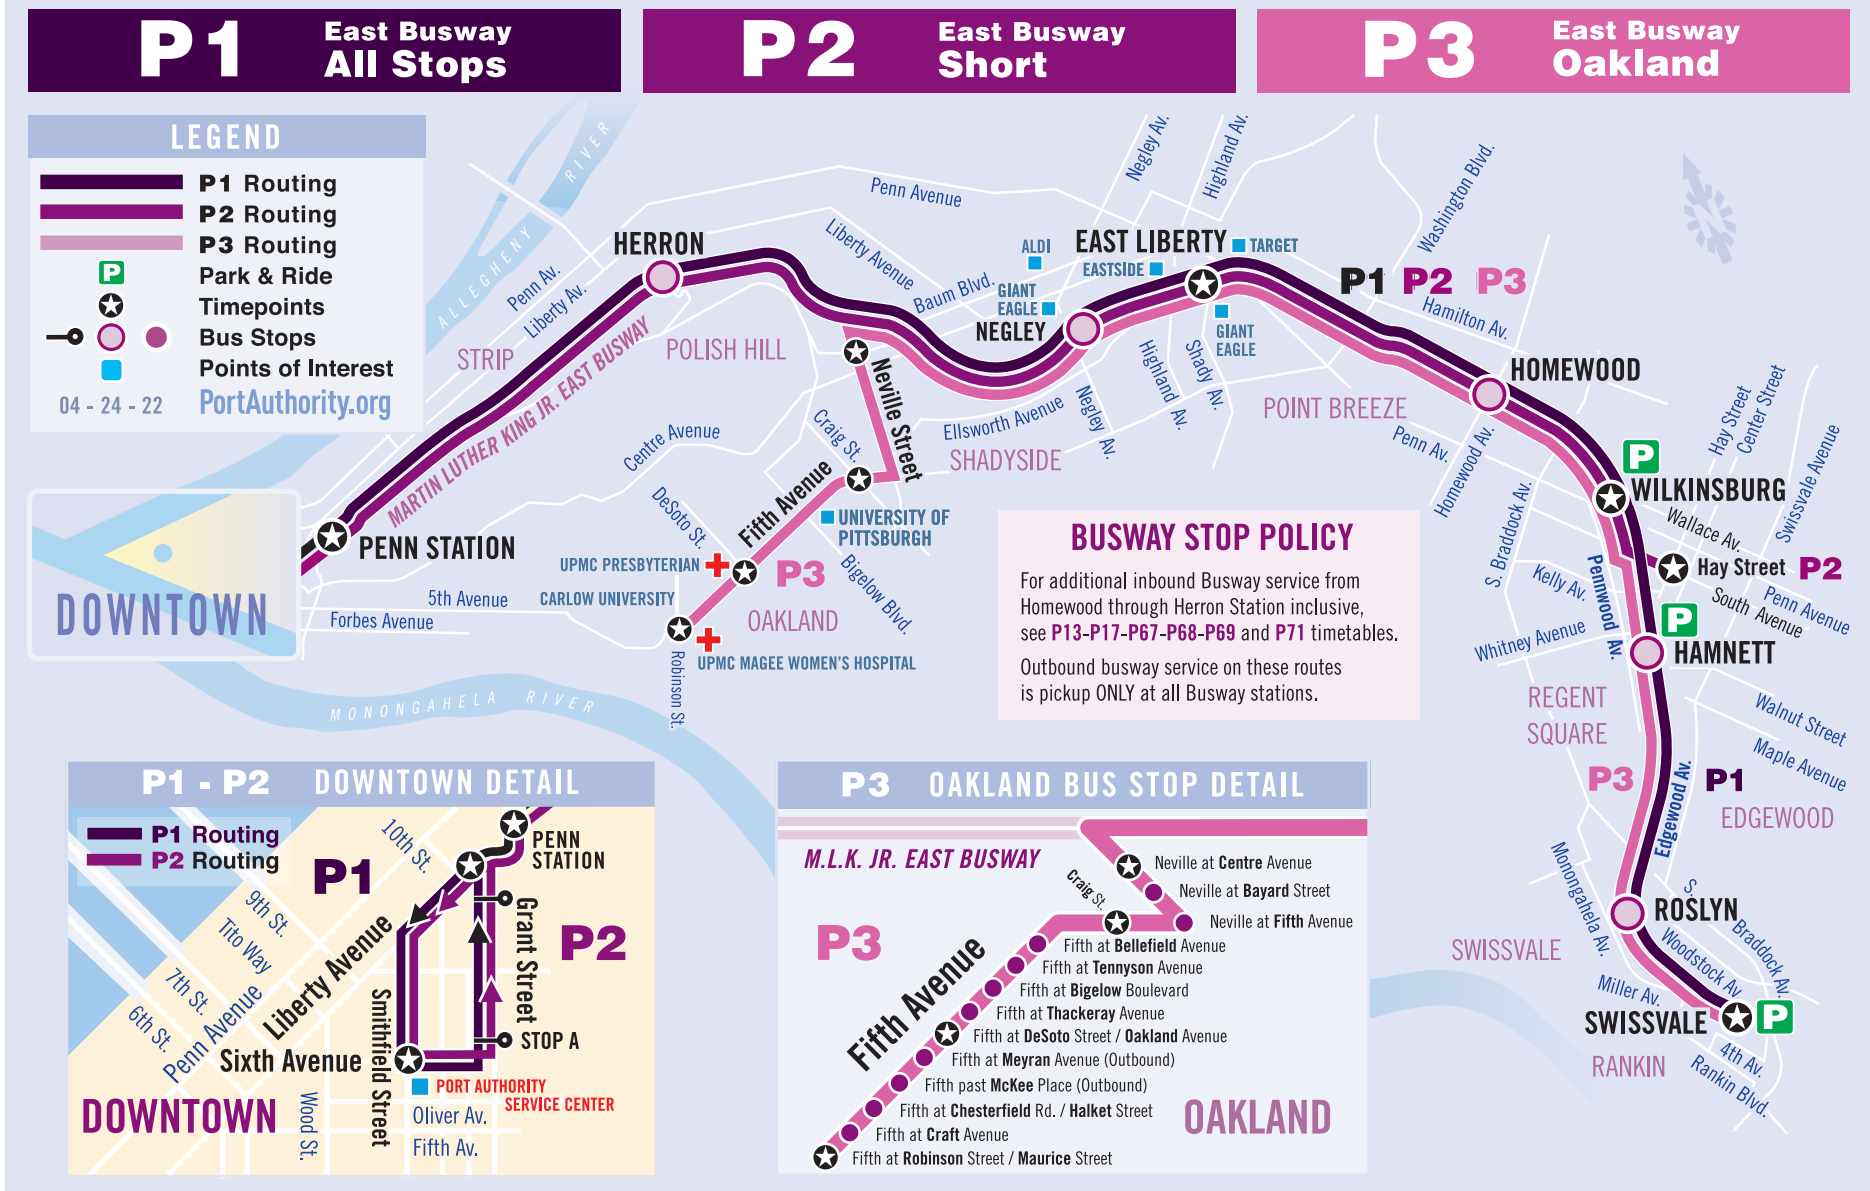 P1 East Busway
All Stops
P2 East Busway
Short
P3 East Busway
Oakland
LEGEND
P1 Routing
P2 Routing
P3 Routing
P Park & Ride
Timepoints
Bus Stops
Points of Interest
04 - 24 - 22 PortAuthority.org
ALLEGHENY RIVER
Penn Av.
Liberty Av.
STRIP
HERRON
MARTIN LUTHER KING JR. EAST BUSWAY
POLISH HILL
Penn Avenue
Liberty Avenue
Baum Blvd.
ALDI
EAST LIBERTY
TARGET
EASTSIDE
GIANT
EAGLE
NEGLEY
GIANT
EAGLE
Negley Av.
Highland Av.
Washington Blvd.
P1 P2 P3
Hamilton Av.
HOMEWOOD
Neville Street
Craig St.
Centre Avenue
Ellsworth Avenue
SHADYSIDE
Negley Av.
Highland Av.
Shady Av.
POINT BREEZE
Penn Av.
Homewood Av.
Hay Street
Center Street
Swissvale Avenue
P
WILKINSBURG
Wallace Av.
Hay Street P2
Penn Avenue
South Avenue
S. Braddock Av.
Kelly Av.
Pennwood Av.
Whitney Avenue
P
HAMNETT
REGENT
SQUARE
Walnut Street
Maple Avenue
P3
P1
EDGEWOOD
Edgewood Av.
Monongahela Av.
ROSLYN
S. Braddock Av.
Woodstock Av.
SWISSVALE
Miller Av.
SWISSVALE
P
RANKIN
4th Av.
Rankin Blvd.
DOWNTOWN
PENN STATION
5th Avenue
Forbes Avenue
MONONGAHELA RIVER
DeSoto St.
Fifth Avenue
UNIVERSITY OF
PITTSBURGH
UPMC PRESBYTERIAN
P3
Bigelow Blvd.
CARLOW UNIVERSITY
OAKLAND
UPMC MAGEE WOMEN'S HOSPITAL
Robinson St.
BUSWAY STOP POLICY
For additional inbound Busway service from
Homewood through Herron Station inclusive,
see P13-P17-P67-P68-P69 and P71 timetables.
Outbound busway service on these routes
is pickup ONLY at all Busway stations.
P1 - P2 DOWNTOWN DETAIL
P1 Routing
P2 Routing
10th St.
PENN
STATION
P1
9th St.
Tito Way
7th St.
6th St.
Penn Avenue
Liberty Avenue
Grant Street
P2
Smithfield Street
Sixth Avenue
STOP A
PORT AUTHORITY
SERVICE CENTER
DOWNTOWN
Wood St.
Oliver Av.
Fifth Av.
P3 OAKLAND BUS STOP DETAIL
M.L.K. JR. EAST BUSWAY
Craig St.
Neville at Centre Avenue
Neville at Bayard Street
Neville at Fifth Avenue
P3
Fifth Avenue
Fifth at Bellefield Avenue
Fifth at Tennyson Avenue
Fifth at Bigelow Boulevard
Fifth at Thackeray Avenue
Fifth at DeSoto Street / Oakland Avenue
Fifth at Meyran Avenue (Outbound)
Fifth past McKee Place (Outbound)
Fifth at Chesterfield Rd. / Halket Street
Fifth at Craft Avenue
Fifth at Robinson Street / Maurice Street
OAKLAND